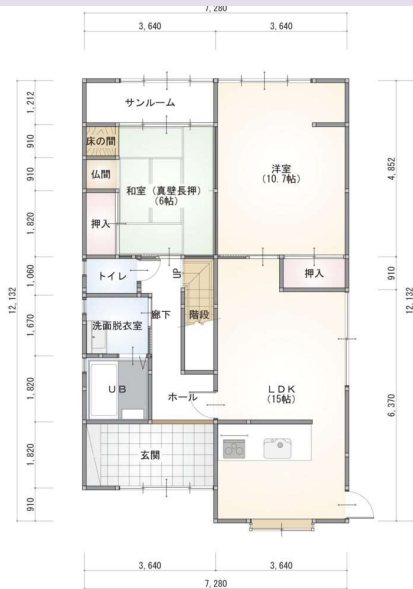 7,280
3,640
3,640
1,212
910
910
1,820
1,060
1,670
1,820
1,820
910
12,132
サンルーム
床の間
仏間
押入
和室（真壁長押）
(6帖)
洋室
(10.7帖)
押入
トイレ
UP
洗面脱衣室
廊下
階段
UB
ホール
LDK
(15帖)
玄関
4,852
910
6,370
12,132
3,640
3,640
7,280